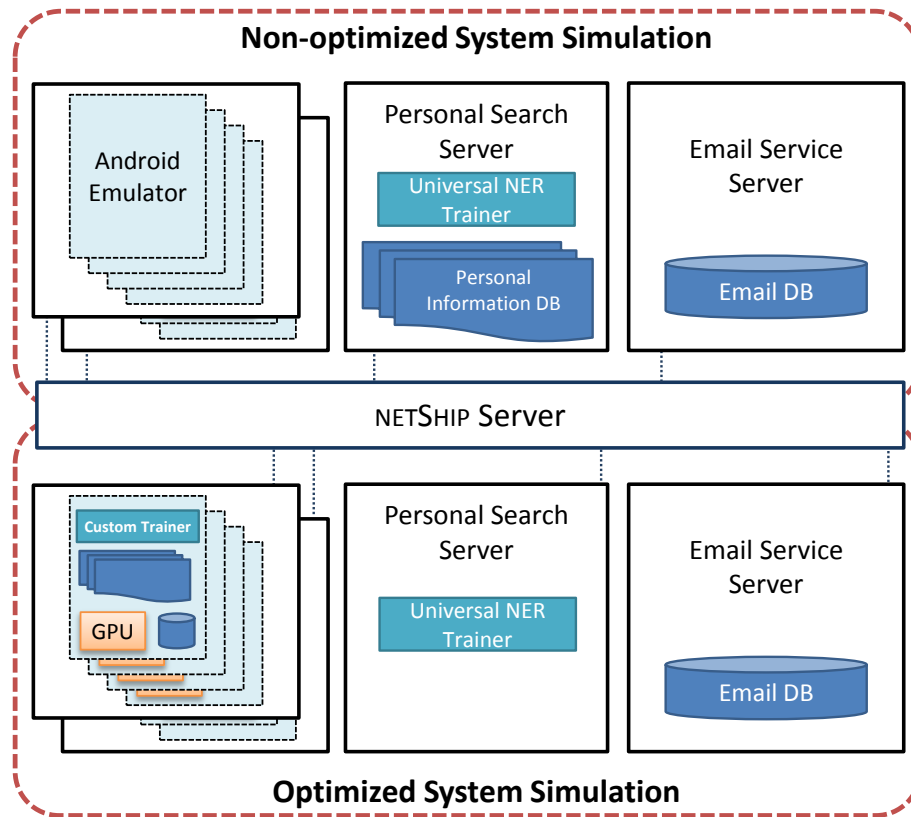 Non-optimized System Simulation
Android
Emulator
Personal Search
Server
Universal NER
Trainer
Personal
Information DB
Email Service
Server
Email DB
NETSHIP Server
Custom Trainer
GPU
Personal Search
Server
Universal NER
Trainer
Email Service
Server
Email DB
Optimized System Simulation